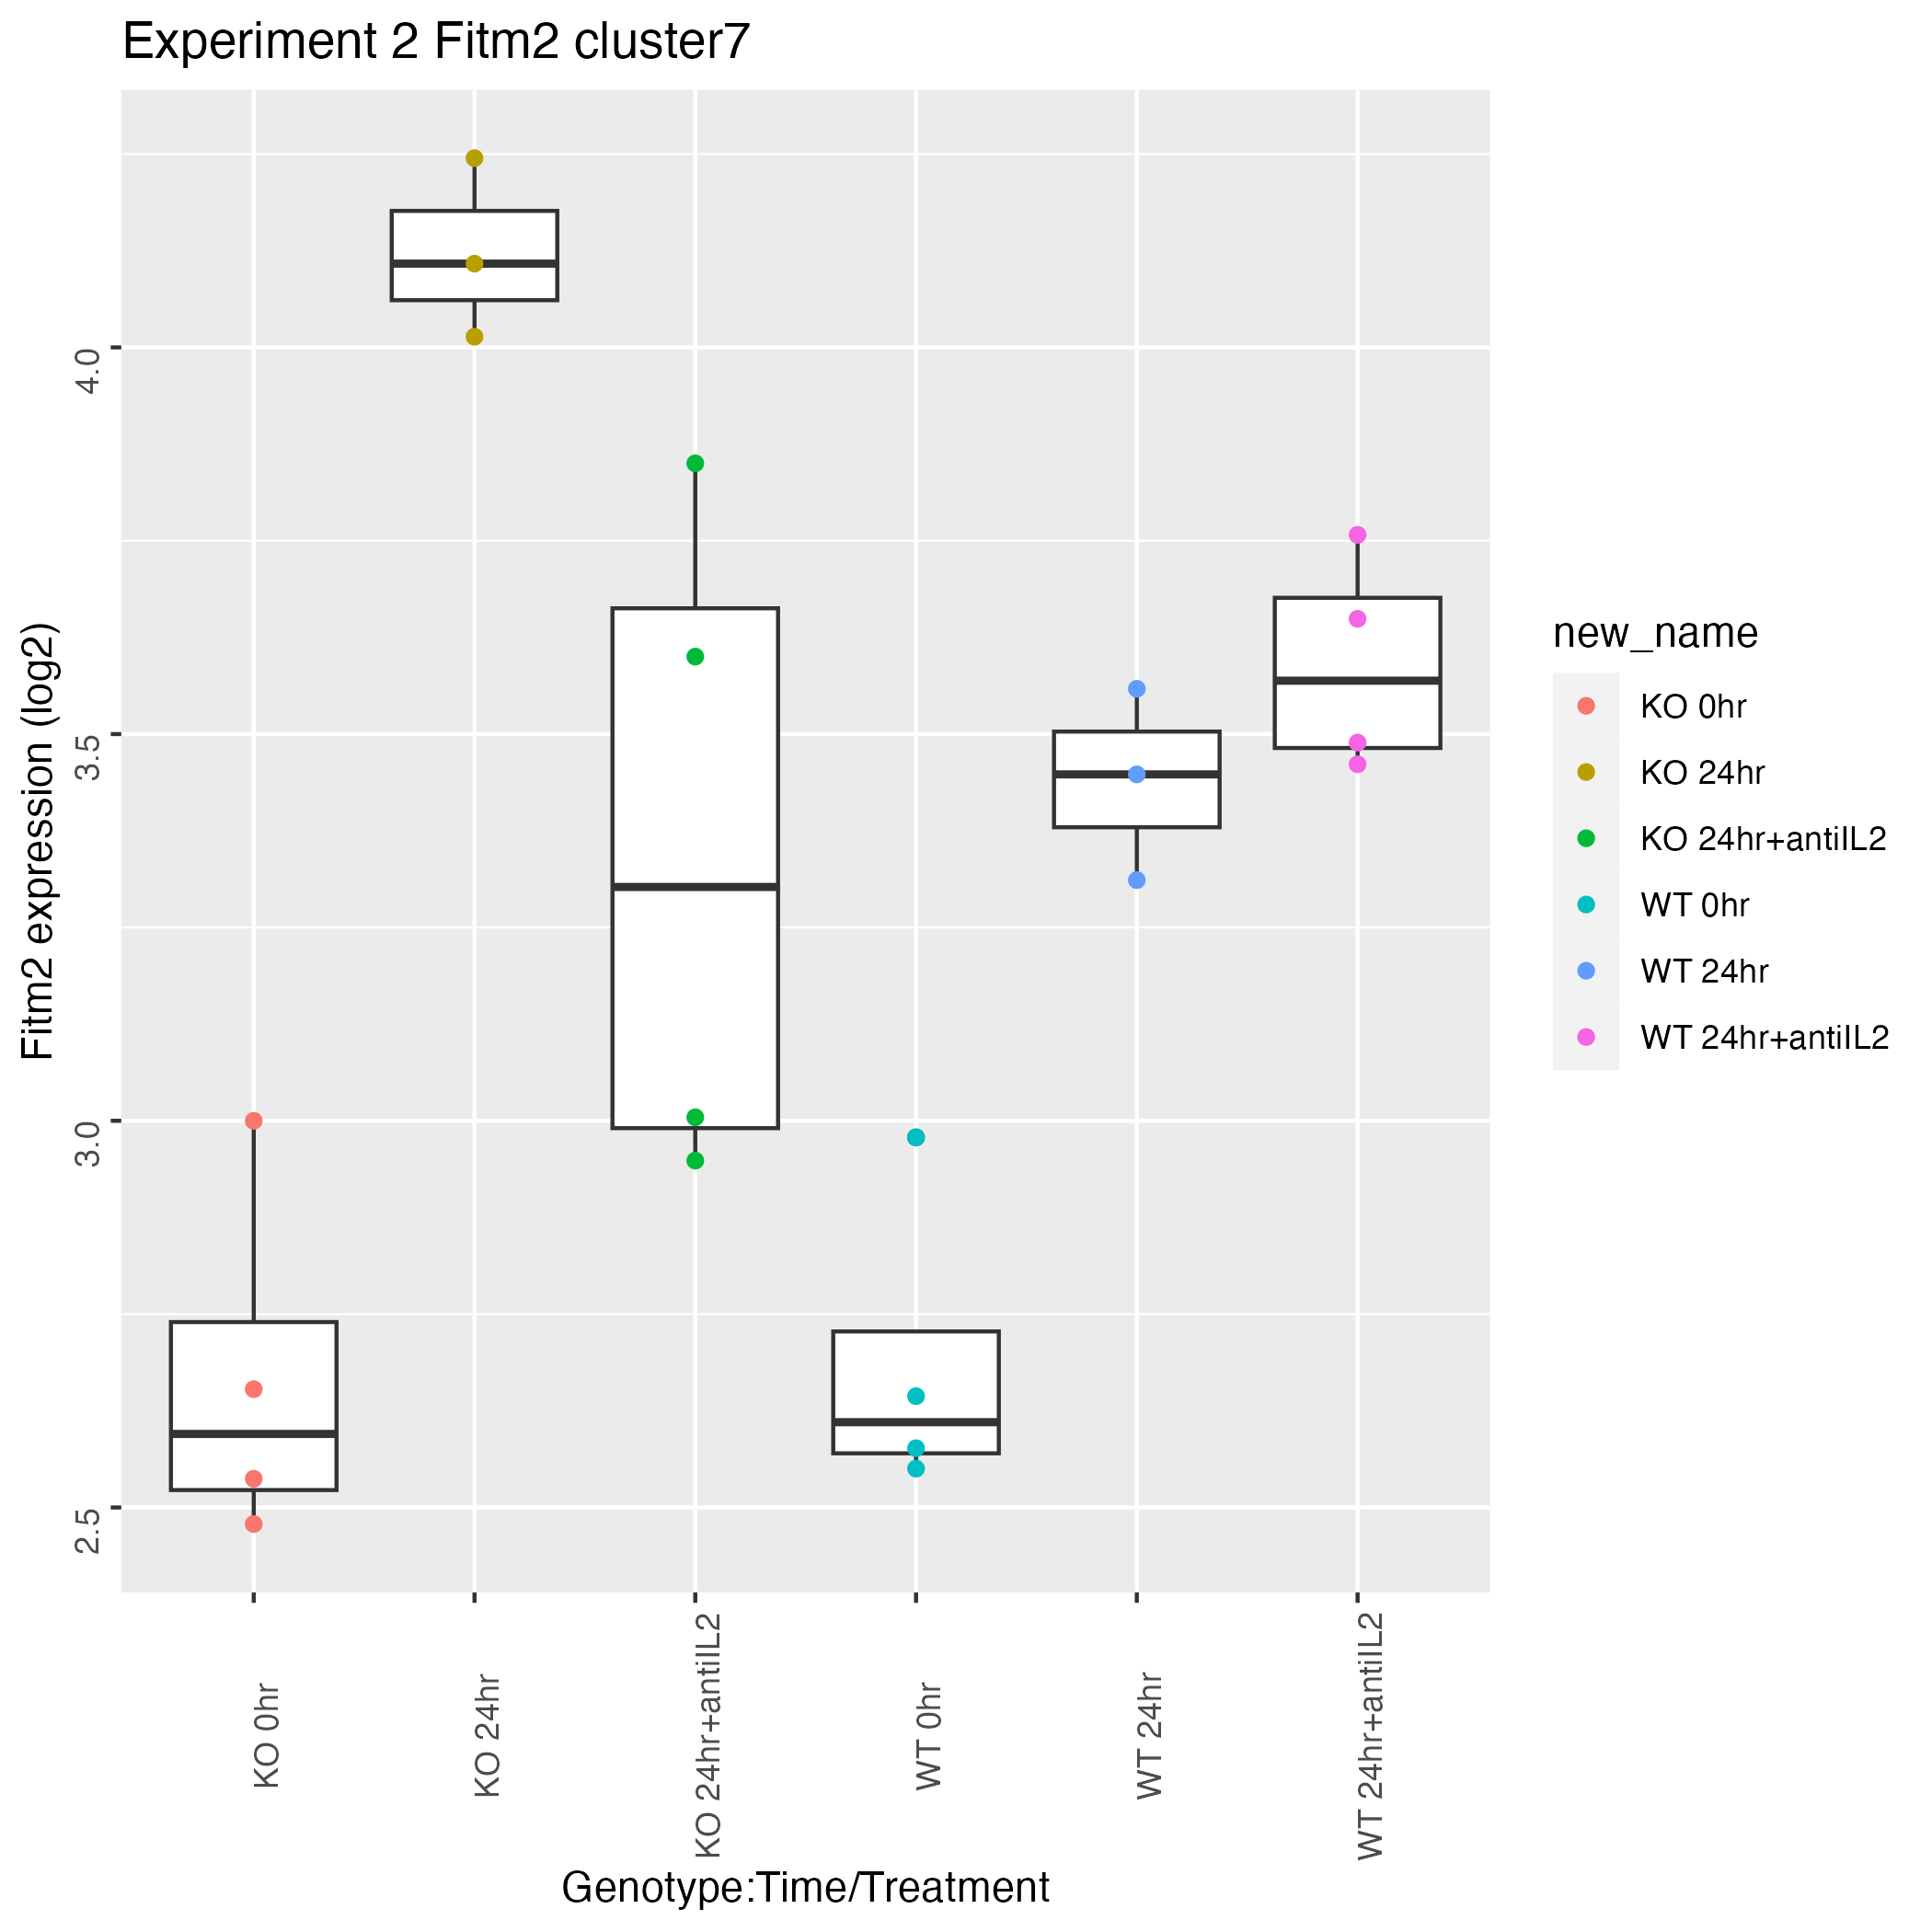 Experiment 2 Fitm2 cluster7
Fitm2 expression (log2)
4.0
3.5
3.0
2.5
KO 0hr
KO 24hr
KO 24hr+antiIL2
WT 0hr
WT 24hr
WT 24hr+antiIL2
Genotype:Time/Treatment
new_name
KO 0hr
KO 24hr
KO 24hr+antiIL2
WT 0hr
WT 24hr
WT 24hr+antiIL2